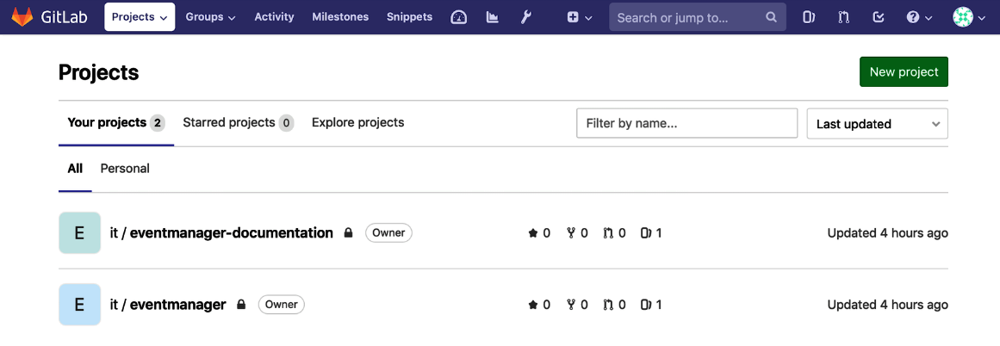 GitLab Projects Groups Activity Milestones Snippets Search or jump to...
Projects New project
Your projects 2 Starred projects 0 Explore projects Filter by name... Last updated
All Personal
E it / eventmanager-documentation Owner 0 0 0 1 Updated 4 hours ago
E it / eventmanager Owner 0 0 0 1 Updated 4 hours ago